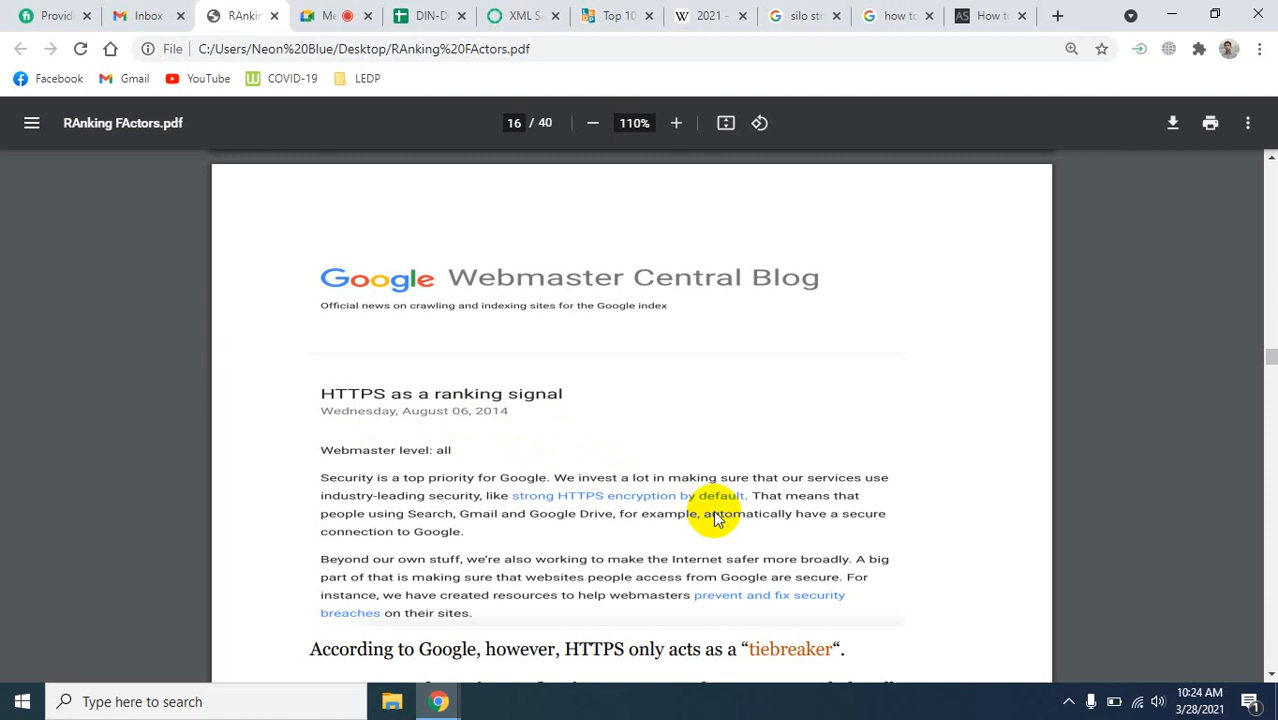 Provid
Inbox
RAnkin
Me
DIN-D
XML S
Top 10
2021 -
silo str
how to
How to
File
C:/Users/Neon%20Blue/Desktop/RAnking%20FActors.pdf
Facebook
Gmail
YouTube
COVID-19
LEDP
RAnking FActors.pdf
16 / 40
110%
Google Webmaster Central Blog
Official news on crawling and indexing sites for the Google index
HTTPS as a ranking signal
Wednesday, August 06, 2014
Webmaster level: all
Security is a top priority for Google. We invest a lot in making sure that our services use
industry-leading security, like strong HTTPS encryption by default. That means that
people using Search, Gmail and Google Drive, for example, automatically have a secure
connection to Google.
Beyond our own stuff, we're also working to make the Internet safer more broadly. A big
part of that is making sure that websites people access from Google are secure. For
instance, we have created resources to help webmasters prevent and fix security
breaches on their sites.
According to Google, however, HTTPS only acts as a “tiebreaker“.
Type here to search
10:24 AM
3/28/2021